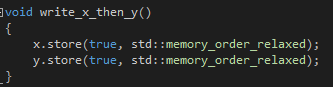 void write_x_then_y()
{
    x.store(true, std::memory_order_relaxed);
    y.store(true, std::memory_order_relaxed);
}